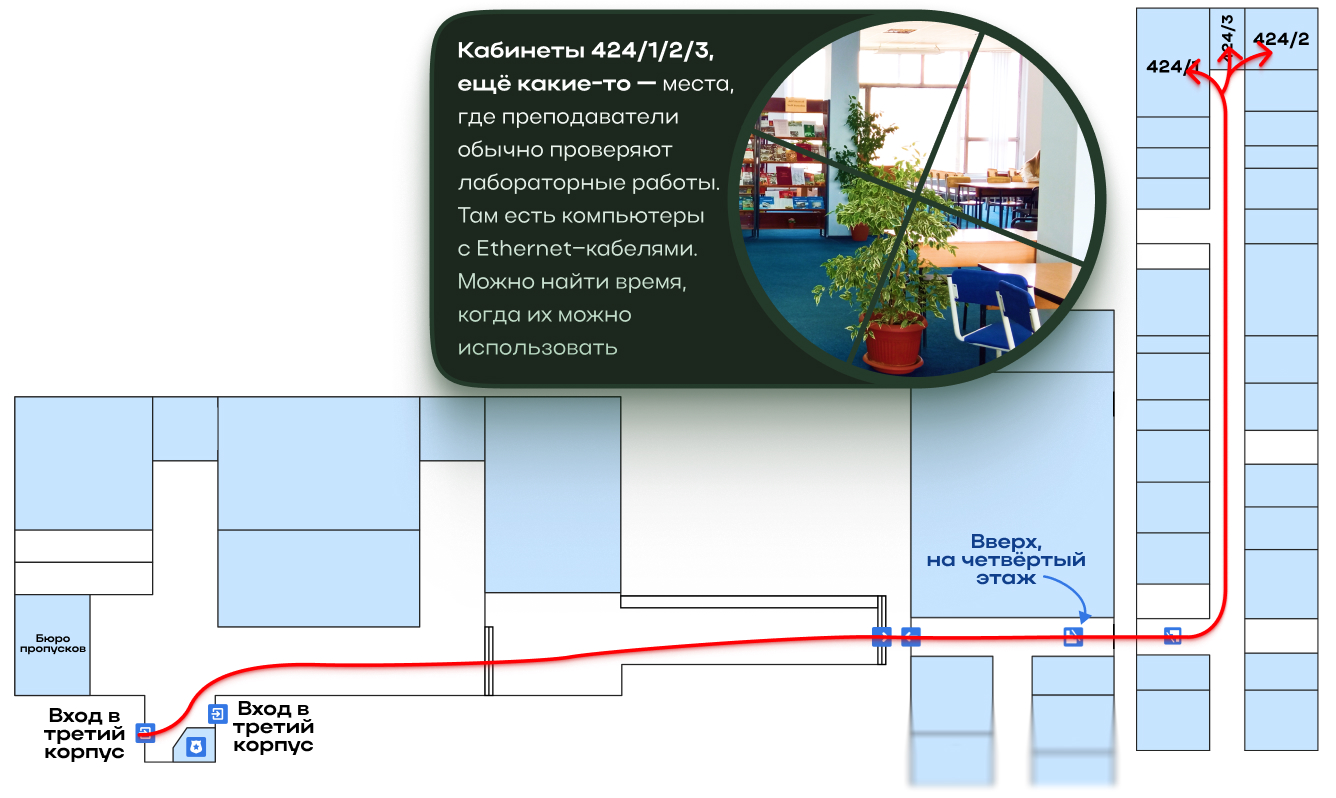 Кабинеты 424/1/2/3,
ещё какие-то — места,
где преподаватели
обычно проверяют
лабораторные работы.
Там есть компьютеры
с Ethernet-кабелями.
Можно найти время,
когда их можно
использовать
424/1
424/3
424/2
Вверх,
на четвёртый
этаж
Бюро
пропусков
Вход в
третий
корпус
Вход в
третий
корпус